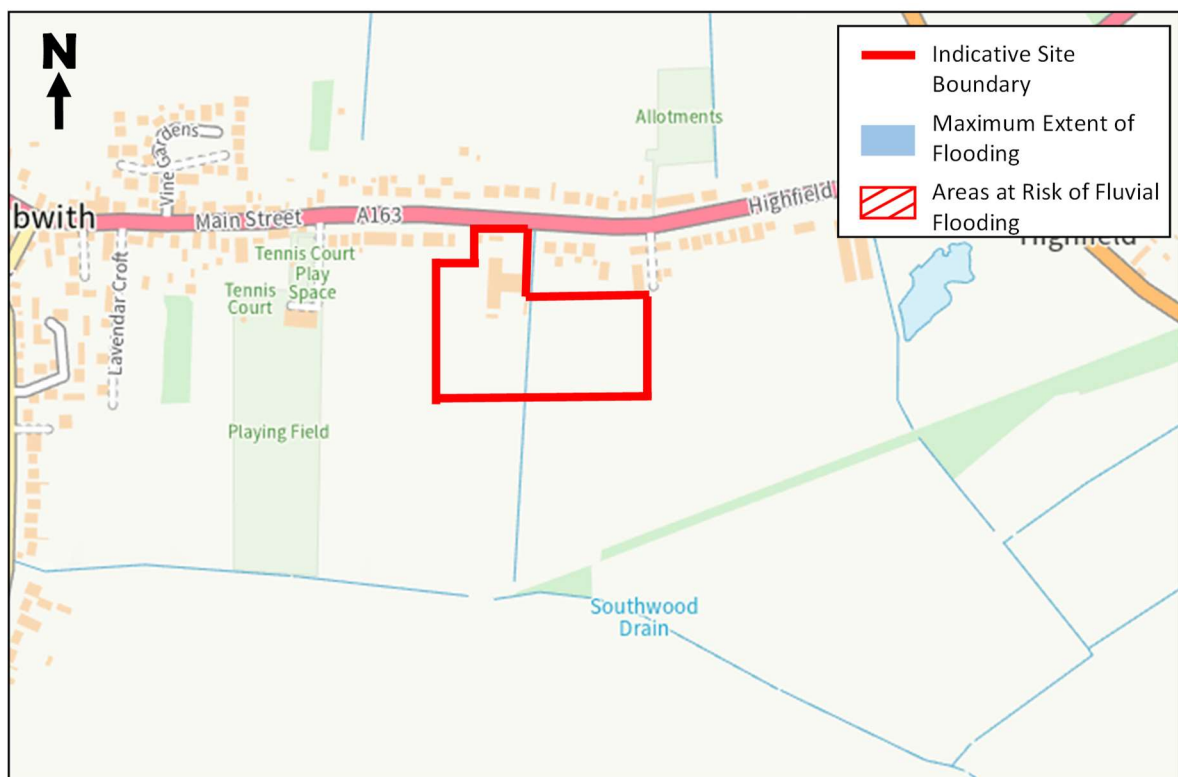 N
Indicative Site
Boundary
Maximum Extent of
Flooding
Areas at Risk of Fluvial
Flooding
Allotments
Vine Gardens
bwith
Main Street
A163
Highfield
Highfield
Lavendar Croft
Tennis Court
Play
Space
Tennis
Court
Playing Field
Southwood
Drain